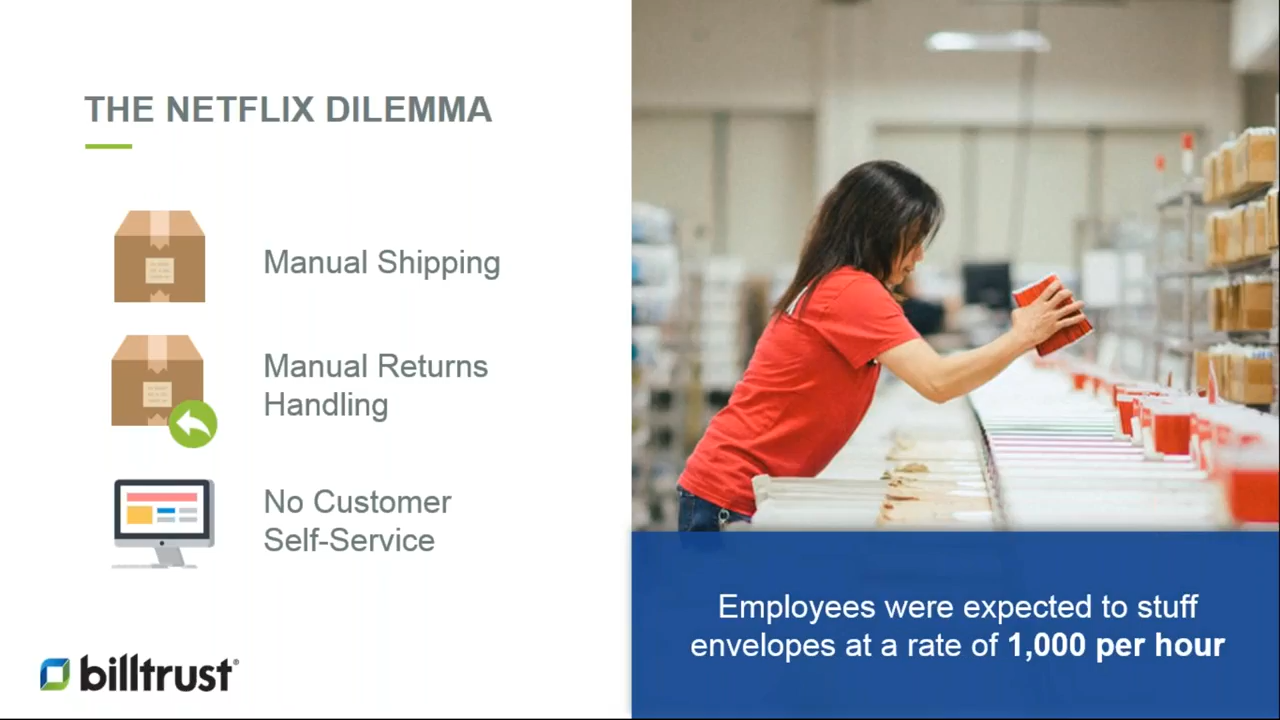 THE NETFLIX DILEMMA
Manual Shipping
Manual Returns
Handling
No Customer
Self-Service
billtrust®
Employees were expected to stuff
envelopes at a rate of 1,000 per hour